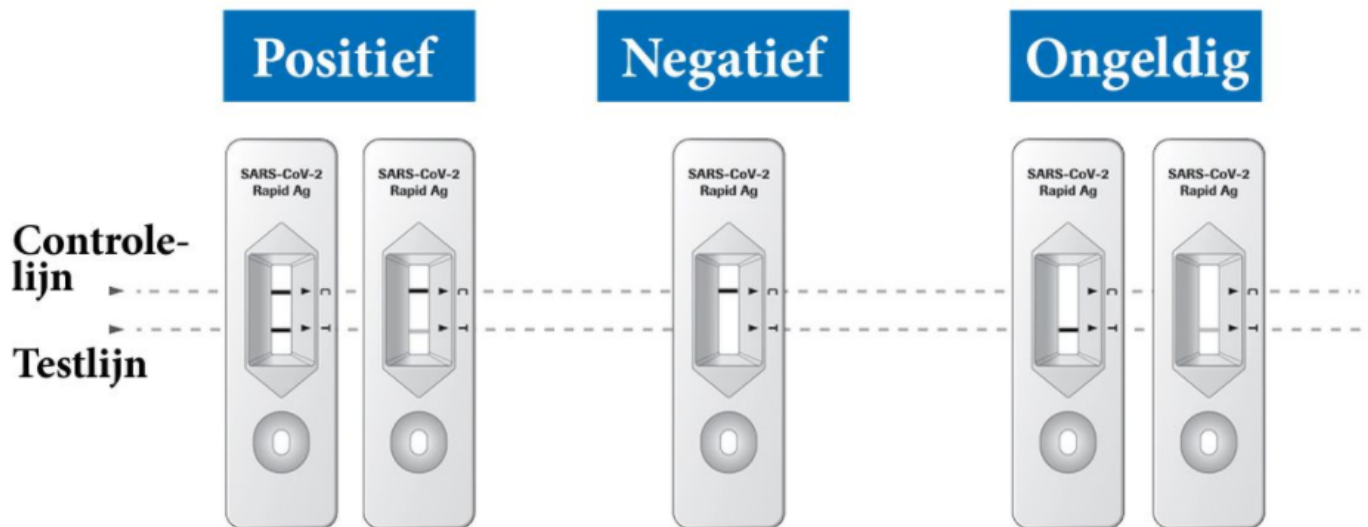 Positief
Negatief
Ongeldig
SARS-CoV-2
Rapid Ag
SARS-CoV-2
Rapid Ag
SARS-CoV-2
Rapid Ag
SARS-CoV-2
Rapid Ag
SARS-CoV-2
Rapid Ag
Controle-
lijn
C
C
C
C
C
T
T
T
T
T
Testlijn